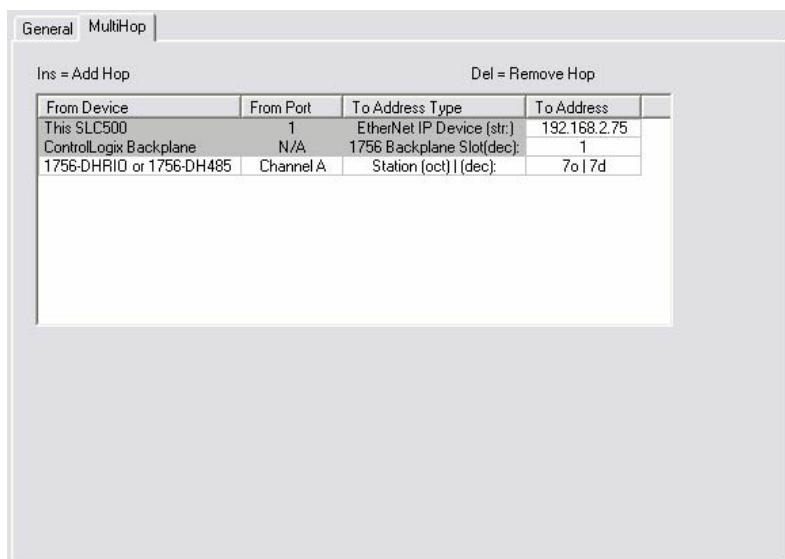 General MultiHop
Ins = Add Hop Del = Remove Hop
From Device From Port To Address Type To Address
This SLC500 1 EtherNet IP Device (str:) 192.168.2.75
ControlLogix Backplane N/A 1756 Backplane Slot(dec): 1
1756-DHRIO or 1756-DH485 Channel A Station (oct) | (dec): 7o | 7d